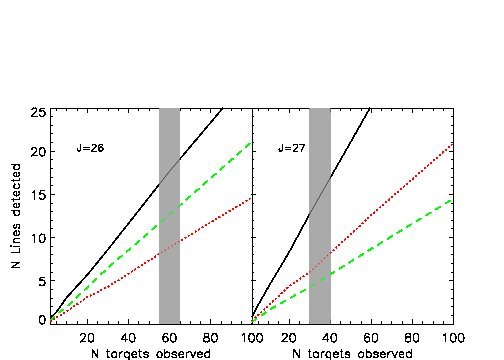 25
20
15
10
5
0
N Lines detected
J=26
J=27
20 40 60 80 100
20 40 60 80 100
N targets observed
N targets observed